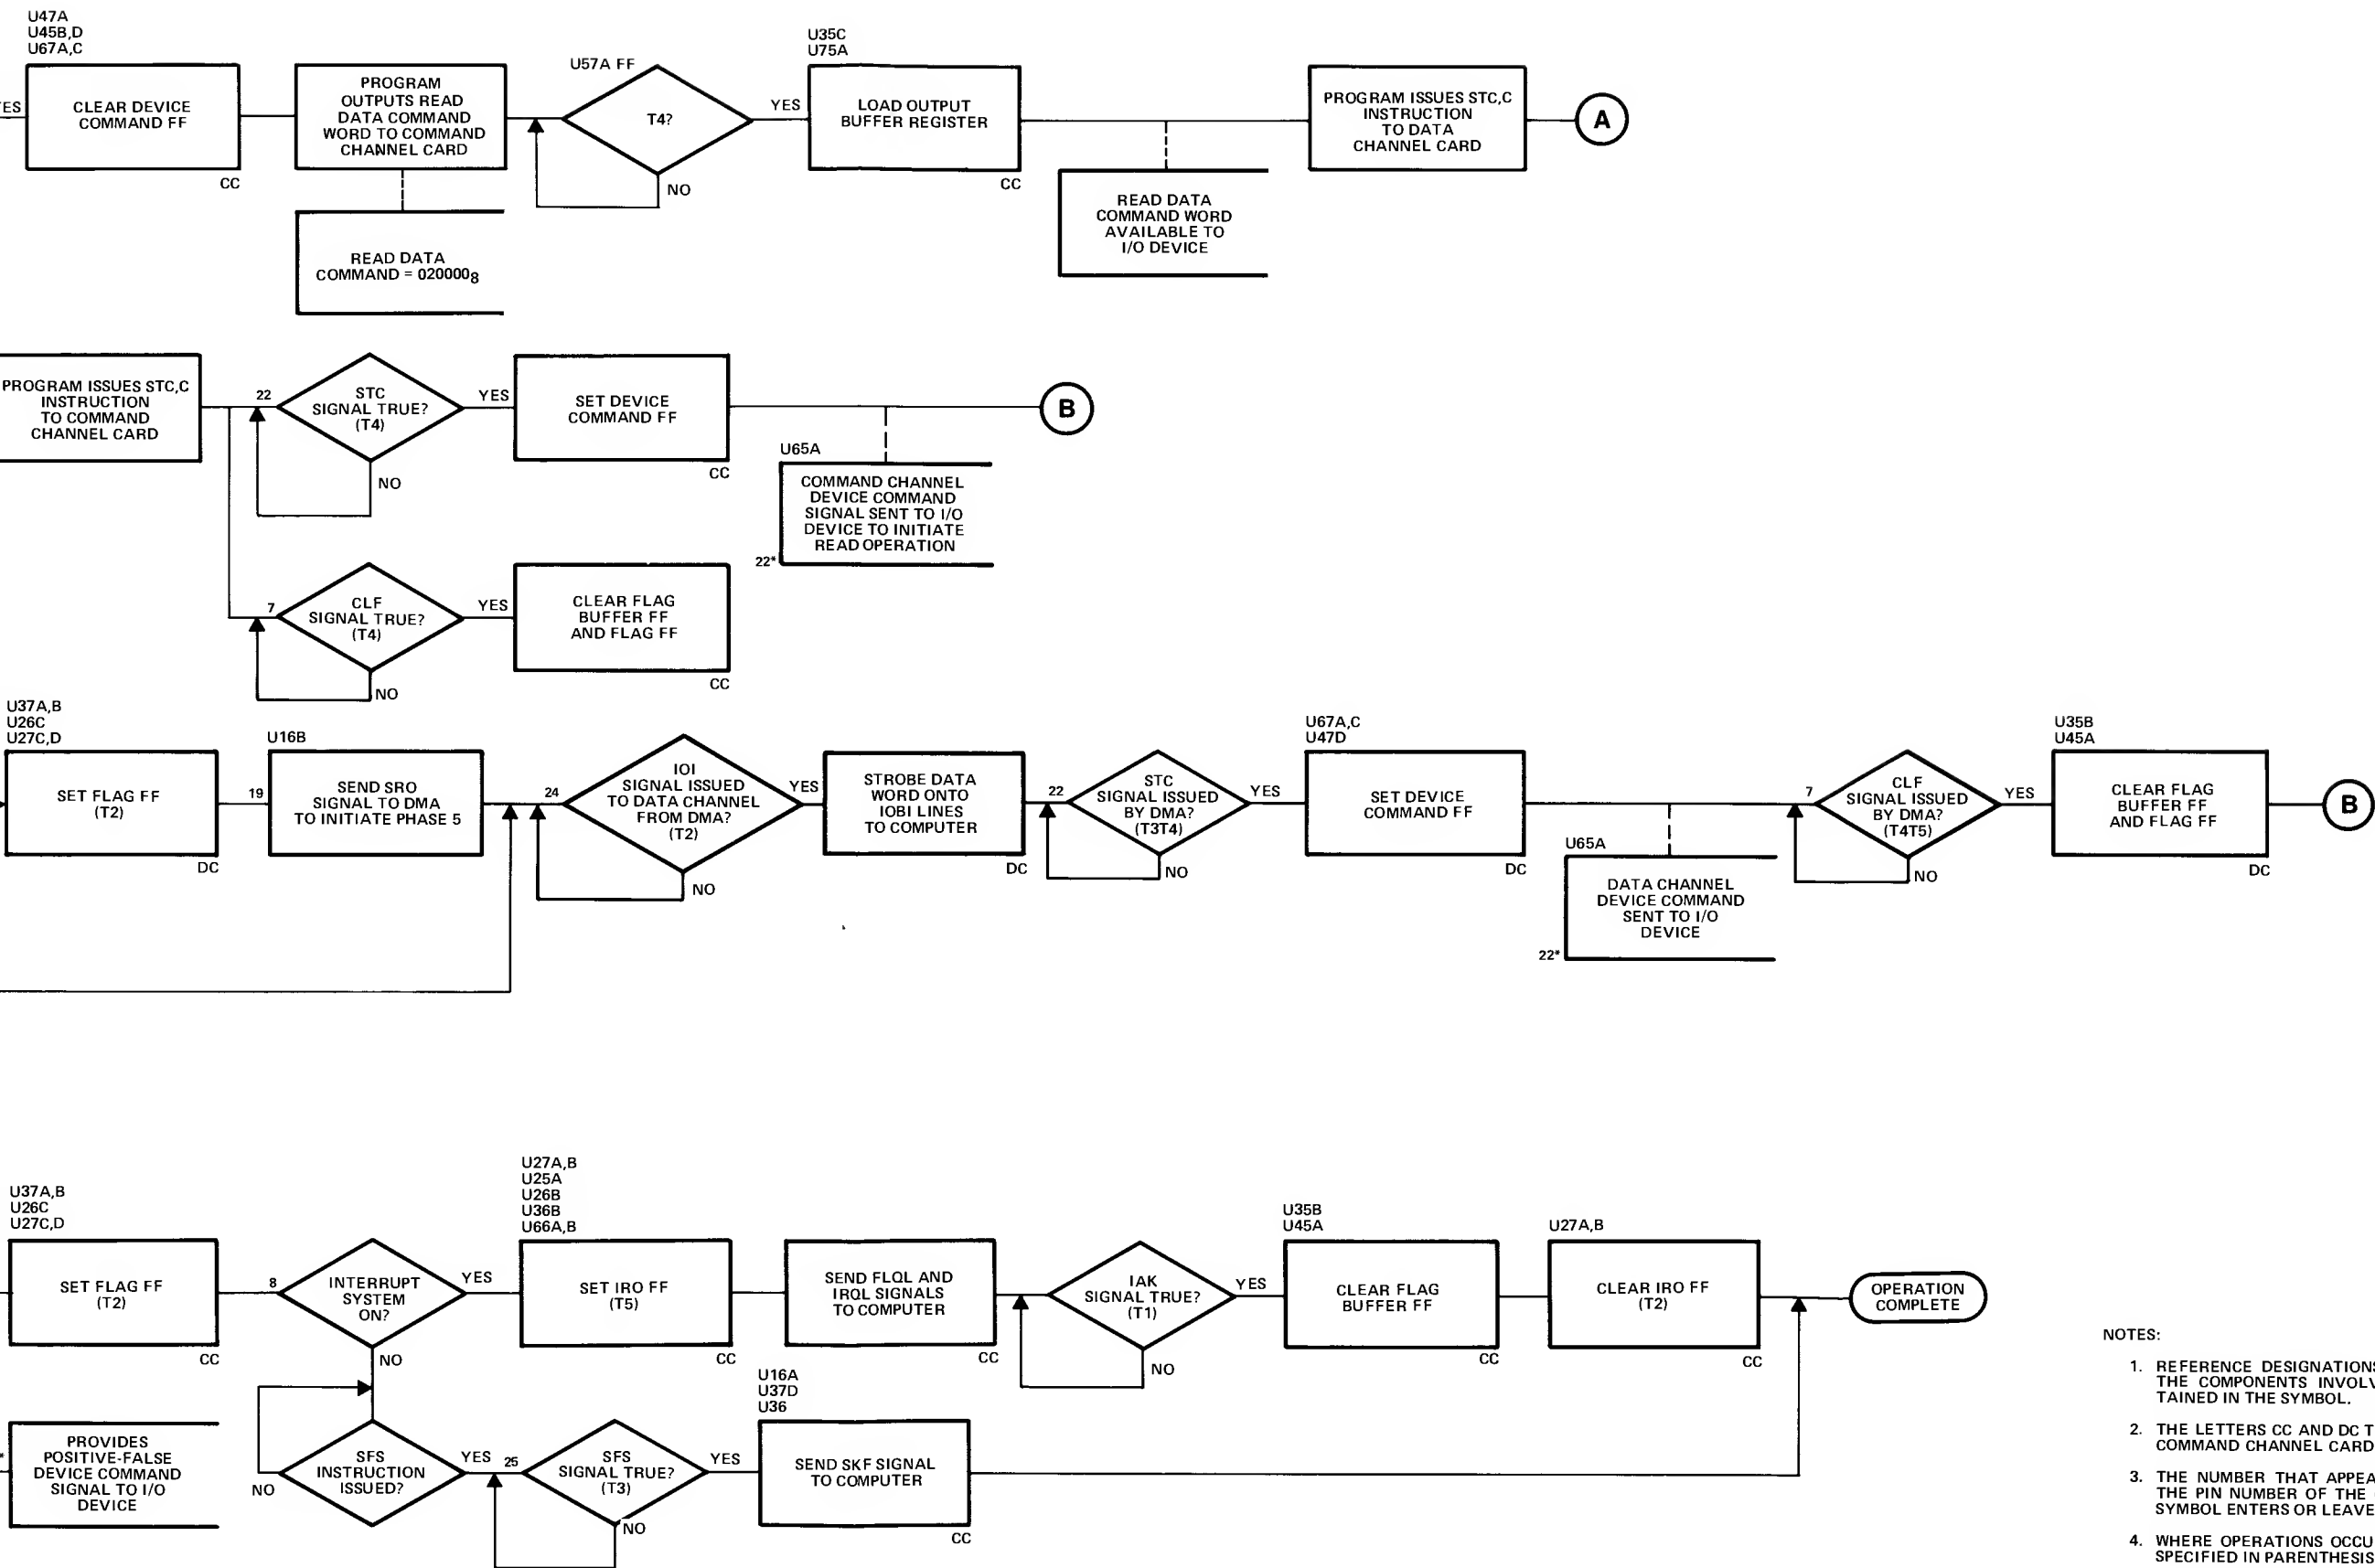 U47A
U45B,D
U67A,C
YES
CLEAR DEVICE
COMMAND FF
CC
PROGRAM
OUTPUTS READ
DATA COMMAND
WORD TO COMMAND
CHANNEL CARD
READ DATA
COMMAND = 020000₈
U57A FF
T4?
YES
NO
U35C
U75A
LOAD OUTPUT
BUFFER REGISTER
CC
READ DATA
COMMAND WORD
AVAILABLE TO
I/O DEVICE
PROGRAM ISSUES STC,C
INSTRUCTION
TO DATA
CHANNEL CARD
A
PROGRAM ISSUES STC,C
INSTRUCTION
TO COMMAND
CHANNEL CARD
22
STC
SIGNAL TRUE?
(T4)
YES
NO
SET DEVICE
COMMAND FF
CC
U65A
COMMAND CHANNEL
DEVICE COMMAND
SIGNAL SENT TO I/O
DEVICE TO INITIATE
READ OPERATION
22*
B
7
CLF
SIGNAL TRUE?
(T4)
YES
NO
CLEAR FLAG
BUFFER FF
AND FLAG FF
CC
U37A,B
U26C
U27C,D
SET FLAG FF
(T2)
DC
19
U16B
SEND SRO
SIGNAL TO DMA
TO INITIATE PHASE 5
24
IOI
SIGNAL ISSUED
TO DATA CHANNEL
FROM DMA?
(T2)
YES
NO
STROBE DATA
WORD ONTO
IOBI LINES
TO COMPUTER
DC
22
STC
SIGNAL ISSUED
BY DMA?
(T3T4)
YES
NO
U67A,C
U47D
SET DEVICE
COMMAND FF
DC
U65A
DATA CHANNEL
DEVICE COMMAND
SENT TO I/O
DEVICE
22*
7
CLF
SIGNAL ISSUED
BY DMA?
(T4T5)
YES
NO
U35B
U45A
CLEAR FLAG
BUFFER FF
AND FLAG FF
DC
B
U37A,B
U26C
U27C,D
SET FLAG FF
(T2)
CC
8
INTERRUPT
SYSTEM
ON?
YES
NO
U27A,B
U25A
U26B
U36B
U66A,B
SET IRO FF
(T5)
CC
SEND FLQL AND
IRQL SIGNALS
TO COMPUTER
CC
IAK
SIGNAL TRUE?
(T1)
YES
NO
U35B
U45A
CLEAR FLAG
BUFFER FF
CC
U27A,B
CLEAR IRO FF
(T2)
CC
OPERATION
COMPLETE
*
PROVIDES
POSITIVE-FALSE
DEVICE COMMAND
SIGNAL TO I/O
DEVICE
SFS
INSTRUCTION
ISSUED?
NO
YES
25
SFS
SIGNAL TRUE?
(T3)
YES
NO
U16A
U37D
U36
SEND SKF SIGNAL
TO COMPUTER
CC
NOTES:
1. REFERENCE DESIGNATIONS
THE COMPONENTS INVOLV
TAINED IN THE SYMBOL.
2. THE LETTERS CC AND DC T
COMMAND CHANNEL CARD
3. THE NUMBER THAT APPEA
THE PIN NUMBER OF THE
SYMBOL ENTERS OR LEAVE
4. WHERE OPERATIONS OCCU
SPECIFIED IN PARENTHESIS